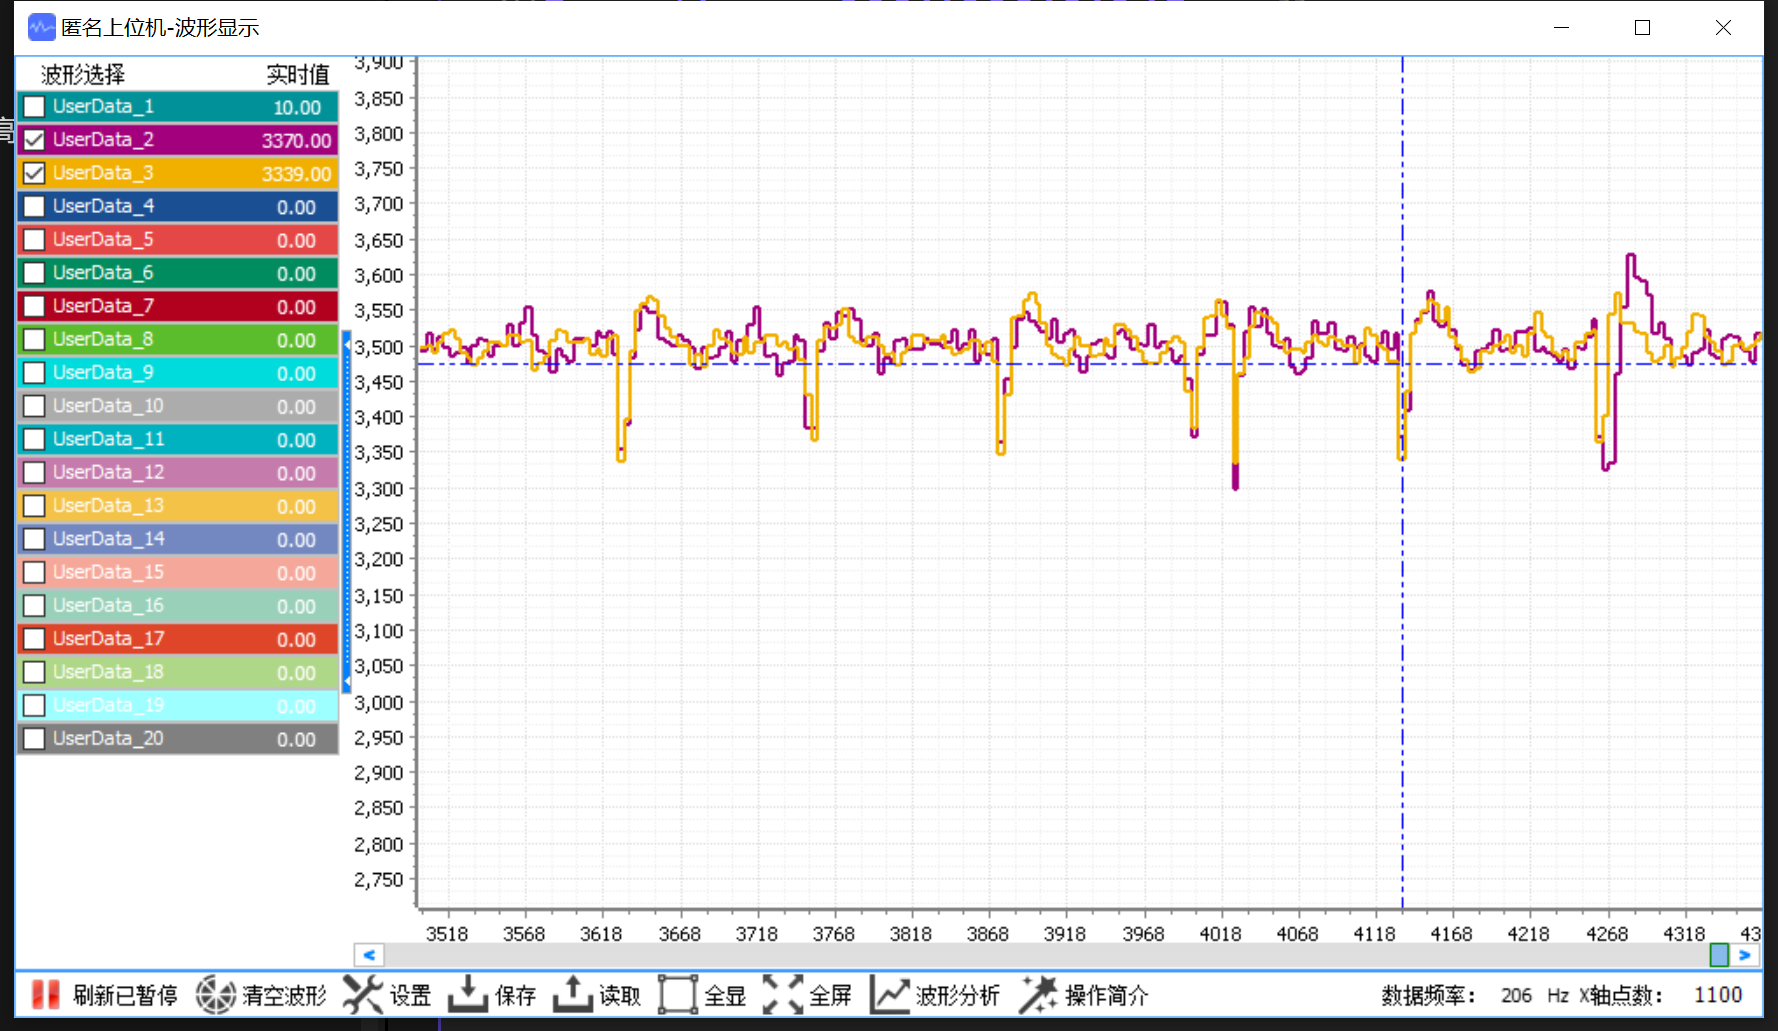 匿名上位机-波形显示
波形选择 实时值
UserData_1 10.00
UserData_2 3370.00
UserData_3 3339.00
UserData_4 0.00
UserData_5 0.00
UserData_6 0.00
UserData_7 0.00
UserData_8 0.00
UserData_9 0.00
UserData_10 0.00
UserData_11 0.00
UserData_12 0.00
UserData_13 0.00
UserData_14 0.00
UserData_15 0.00
UserData_16 0.00
UserData_17 0.00
UserData_18 0.00
UserData_19 0.00
UserData_20 0.00
3,900
3,850
3,800
3,750
3,700
3,650
3,600
3,550
3,500
3,450
3,400
3,350
3,300
3,250
3,200
3,150
3,100
3,050
3,000
2,950
2,900
2,850
2,800
2,750
3518 3568 3618 3668 3718 3768 3818 3868 3918 3968 4018 4068 4118 4168 4218 4268 4318 43
刷新已暂停 清空波形 设置 保存 读取 全显 全屏 波形分析 操作简介 数据频率: 206 Hz X轴点数: 1100